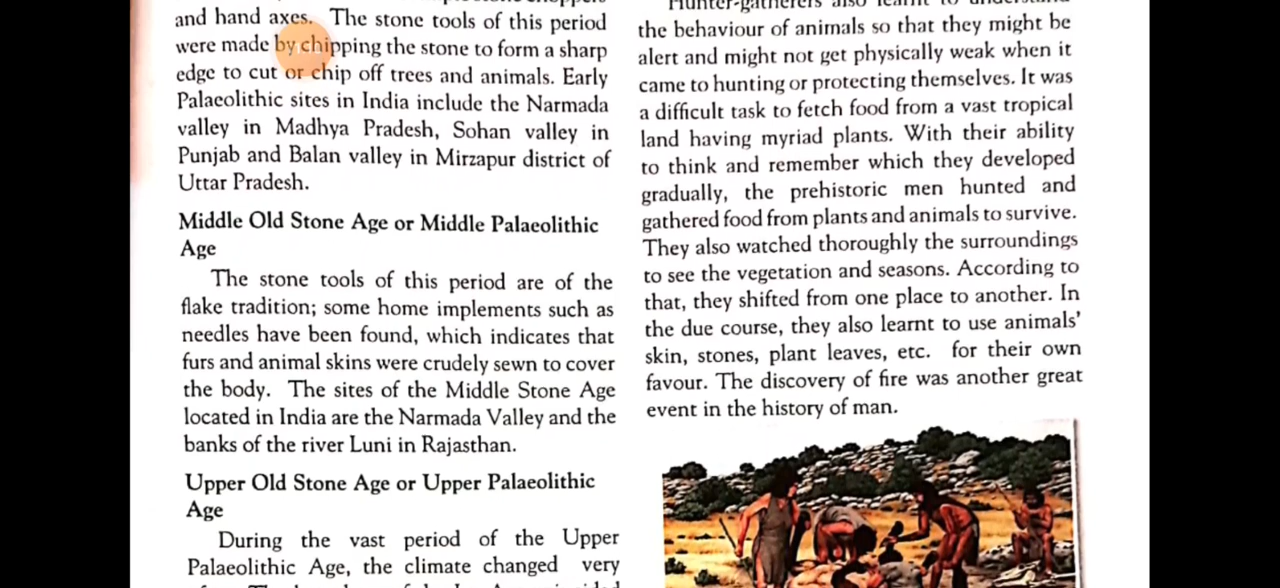 and hand axes. The stone tools of this period
were made by chipping the stone to form a sharp
edge to cut or chip off trees and animals. Early
Palaeolithic sites in India include the Narmada
valley in Madhya Pradesh, Sohan valley in
Punjab and Balan valley in Mirzapur district of
Uttar Pradesh.
Middle Old Stone Age or Middle Palaeolithic
Age
The stone tools of this period are of the
flake tradition; some home implements such as
needles have been found, which indicates that
furs and animal skins were crudely sewn to cover
the body. The sites of the Middle Stone Age
located in India are the Narmada Valley and the
banks of the river Luni in Rajasthan.
Upper Old Stone Age or Upper Palaeolithic
Age
During the vast period of the Upper
Palaeolithic Age, the climate changed very
Hunter-gatherers also learnt to understand
the behaviour of animals so that they might be
alert and might not get physically weak when it
came to hunting or protecting themselves. It was
a difficult task to fetch food from a vast tropical
land having myriad plants. With their ability
to think and remember which they developed
gradually, the prehistoric men hunted and
gathered food from plants and animals to survive.
They also watched thoroughly the surroundings
to see the vegetation and seasons. According to
that, they shifted from one place to another. In
the due course, they also learnt to use animals'
skin, stones, plant leaves, etc. for their own
favour. The discovery of fire was another great
event in the history of man.